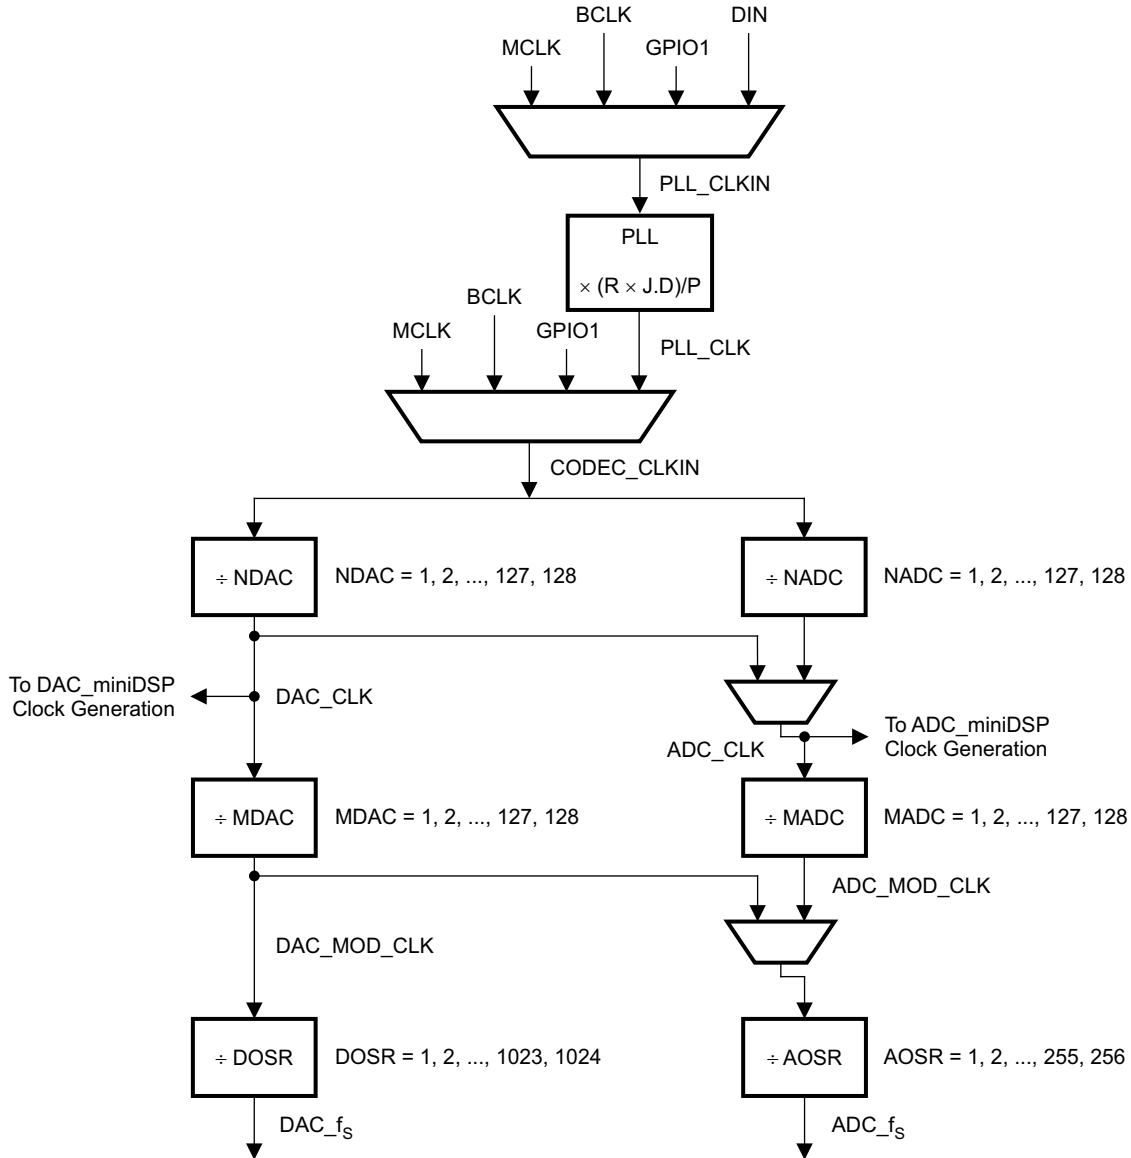 BCLK
DIN
MCLK
GPIO1
PLL_CLKIN
PLL
× (R × J.D)/P
BCLK
MCLK
GPIO1
PLL_CLK
CODEC_CLKIN
÷ NDAC
NDAC = 1, 2, ..., 127, 128
÷ NADC
NADC = 1, 2, ..., 127, 128
To DAC_miniDSP
Clock Generation
DAC_CLK
ADC_CLK
To ADC_miniDSP
Clock Generation
÷ MDAC
MDAC = 1, 2, ..., 127, 128
÷ MADC
MADC = 1, 2, ..., 127, 128
ADC_MOD_CLK
DAC_MOD_CLK
÷ DOSR
DOSR = 1, 2, ..., 1023, 1024
÷ AOSR
AOSR = 1, 2, ..., 255, 256
DAC_fS
ADC_fS